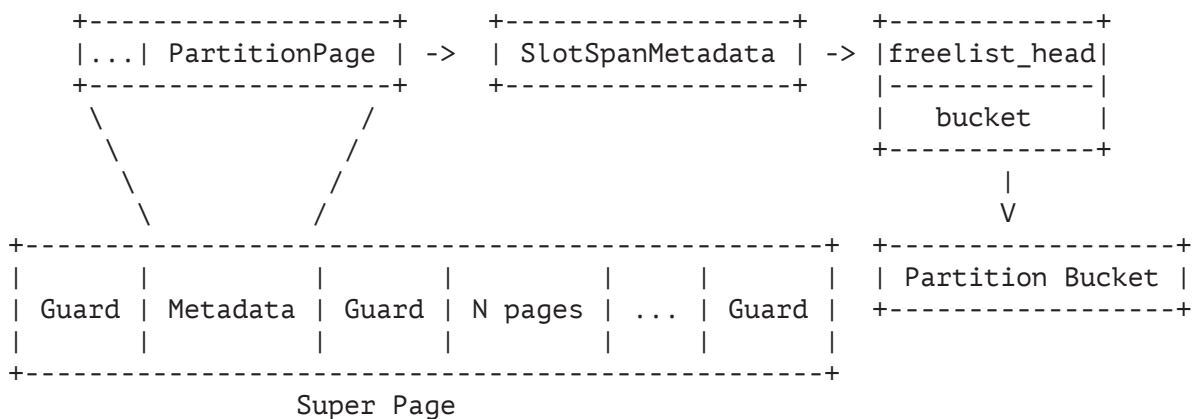 |...| PartitionPage | -> | SlotSpanMetadata | -> |freelist_head|
bucket
| Partition Bucket |
| Guard | Metadata | Guard | N pages | ... | Guard |
Super Page